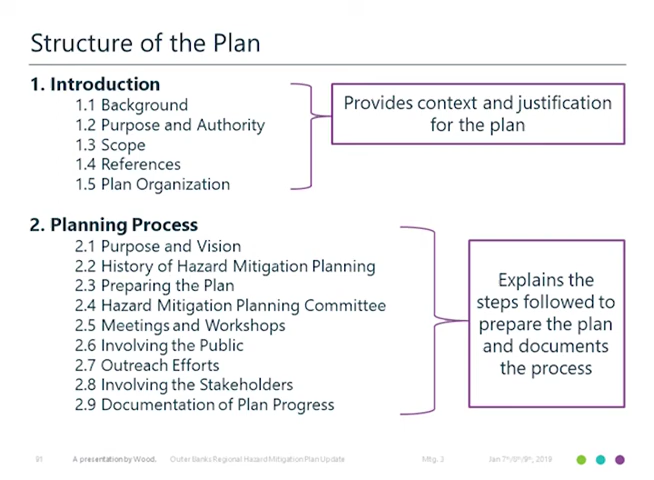 Structure of the Plan
1. Introduction
1.1 Background
1.2 Purpose and Authority
1.3 Scope
1.4 References
1.5 Plan Organization
Provides context and justification
for the plan
2. Planning Process
2.1 Purpose and Vision
2.2 History of Hazard Mitigation Planning
2.3 Preparing the Plan
2.4 Hazard Mitigation Planning Committee
2.5 Meetings and Workshops
2.6 Involving the Public
2.7 Outreach Efforts
2.8 Involving the Stakeholders
2.9 Documentation of Plan Progress
Explains the
steps followed to
prepare the plan
and documents
the process
91 A presentation by Wood. Outer Banks Regional Hazard Mitigation Plan Update Mtg. 3 Jan 7th/8th/9th, 2019